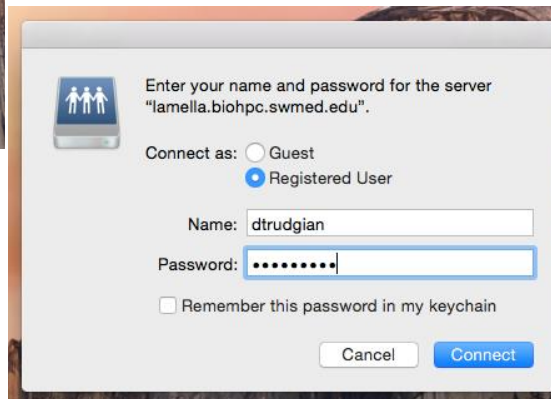 Enter your name and password for the server
“lamella.biohpc.swmed.edu”.
Connect as: Guest
Registered User
Name: dtrudgian
Password: •••••••••
Remember this password in my keychain
Cancel Connect